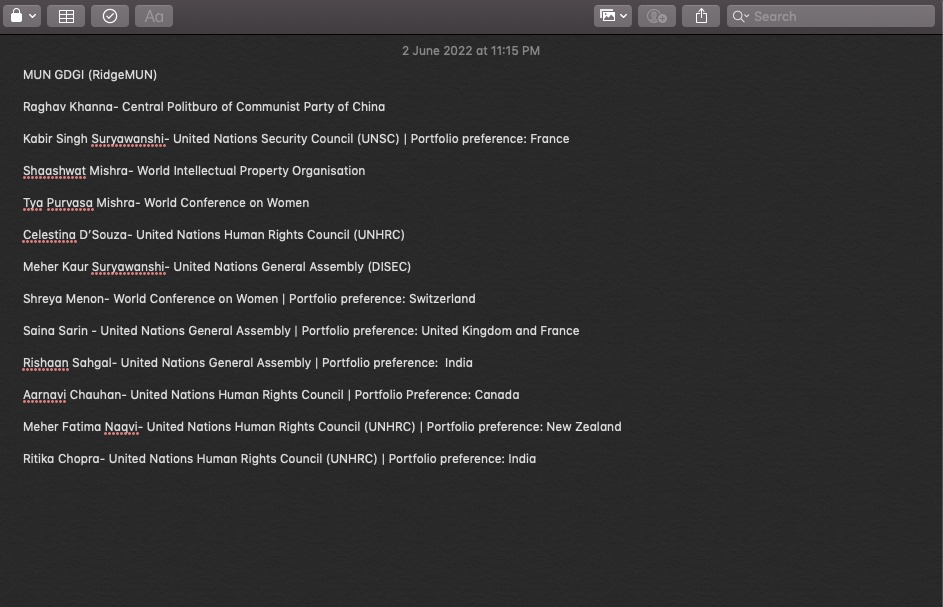 Aa
Search
2 June 2022 at 11:15 PM
MUN GDGI (RidgeMUN)
Raghav Khanna- Central Politburo of Communist Party of China
Kabir Singh Suryawanshi- United Nations Security Council (UNSC) | Portfolio preference: France
Shaashwat Mishra- World Intellectual Property Organisation
Tya Purvasa Mishra- World Conference on Women
Celestina D’Souza- United Nations Human Rights Council (UNHRC)
Meher Kaur Suryawanshi- United Nations General Assembly (DISEC)
Shreya Menon- World Conference on Women | Portfolio preference: Switzerland
Saina Sarin - United Nations General Assembly | Portfolio preference: United Kingdom and France
Rishaan Sahgal- United Nations General Assembly | Portfolio preference:  India
Aarnavi Chauhan- United Nations Human Rights Council | Portfolio Preference: Canada
Meher Fatima Naqvi- United Nations Human Rights Council (UNHRC) | Portfolio preference: New Zealand
Ritika Chopra- United Nations Human Rights Council (UNHRC) | Portfolio preference: India